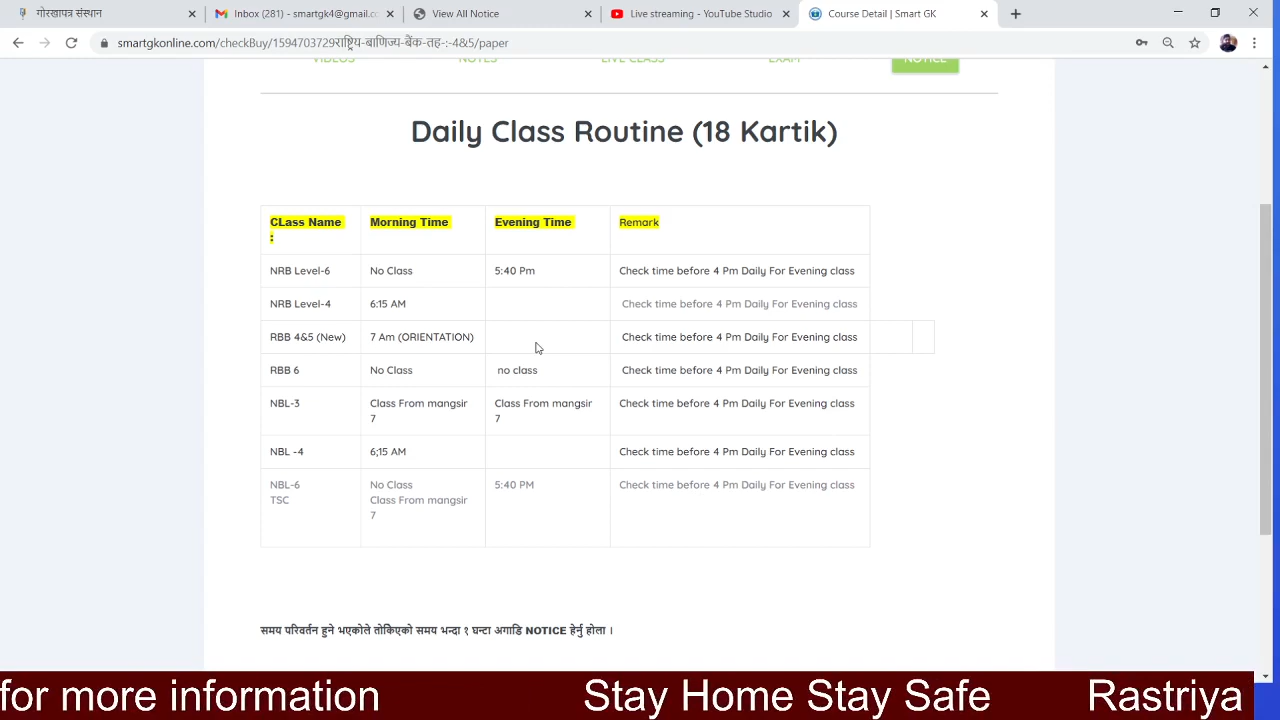 गोरखापत्र संस्थान
Inbox (281) - smartgk4@gmail.co
View All Notice
Live streaming - YouTube Studio
Course Detail | Smart GK
smartgkonline.com/checkBuy/1594703729राष्ट्रिय-बाणिज्य-बैंक-तह-:-4&5/paper
VIDEOS NOTES LIVE CLASS EXAM NOTICE
Daily Class Routine (18 Kartik)
CLass Name : Morning Time Evening Time Remark
NRB Level-6 No Class 5:40 Pm Check time before 4 Pm Daily For Evening class
NRB Level-4 6:15 AM Check time before 4 Pm Daily For Evening class
RBB 4&5 (New) 7 Am (ORIENTATION) Check time before 4 Pm Daily For Evening class
RBB 6 No Class no class Check time before 4 Pm Daily For Evening class
NBL-3 Class From mangsir 7 Class From mangsir 7 Check time before 4 Pm Daily For Evening class
NBL -4 6;15 AM Check time before 4 Pm Daily For Evening class
NBL-6 No Class 5:40 PM Check time before 4 Pm Daily For Evening class
TSC Class From mangsir 7
समय परिवर्तन हुने भएकोले तोकिएको समय भन्दा १ घन्टा अगाडि NOTICE हेर्नु होला ।
for more information Stay Home Stay Safe Rastriya